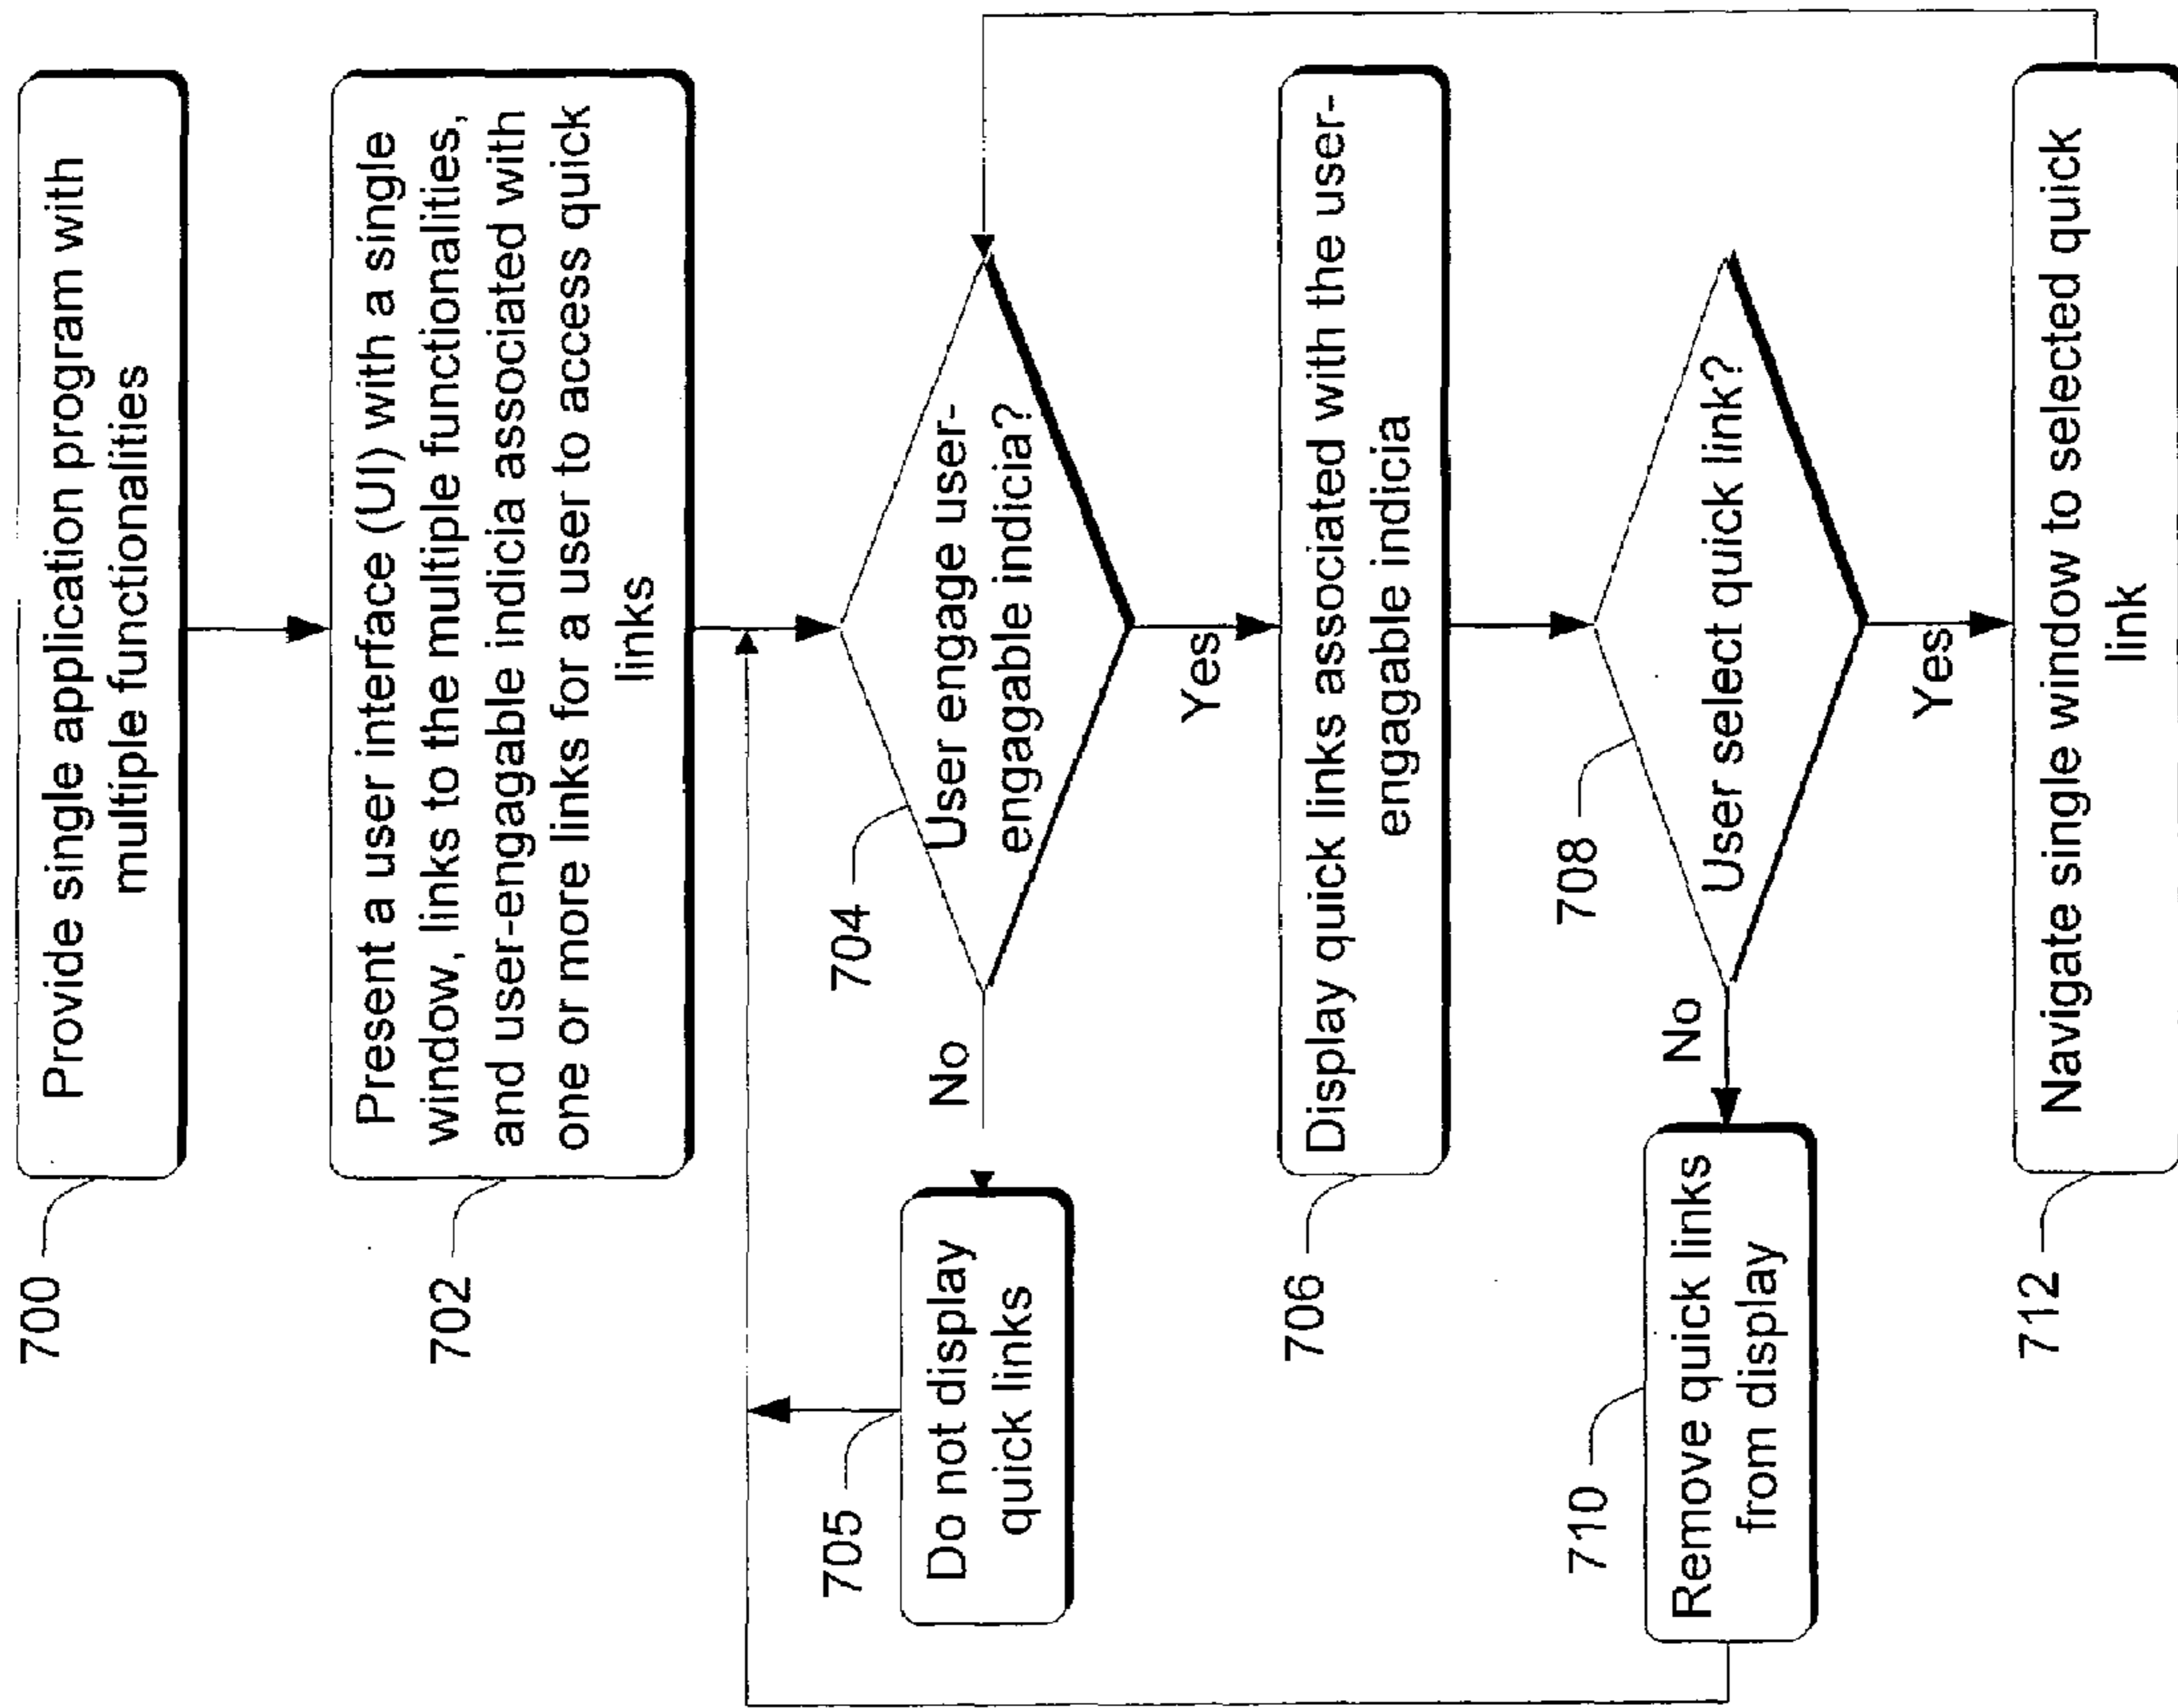 700
Provide single application program with
multiple functionalities
702
Present a user interface (UI) with a single
window, links to the multiple functionalities,
and user-engagable indicia associated with
one or more links for a user to access quick
links
704
User engage user-
engagable indicia?
No
Yes
705
Do not display
quick links
706
Display quick links associated with the user-
engagable indicia
708
User select quick link?
No
Yes
710
Remove quick links
from display
712
Navigate single window to selected quick
link